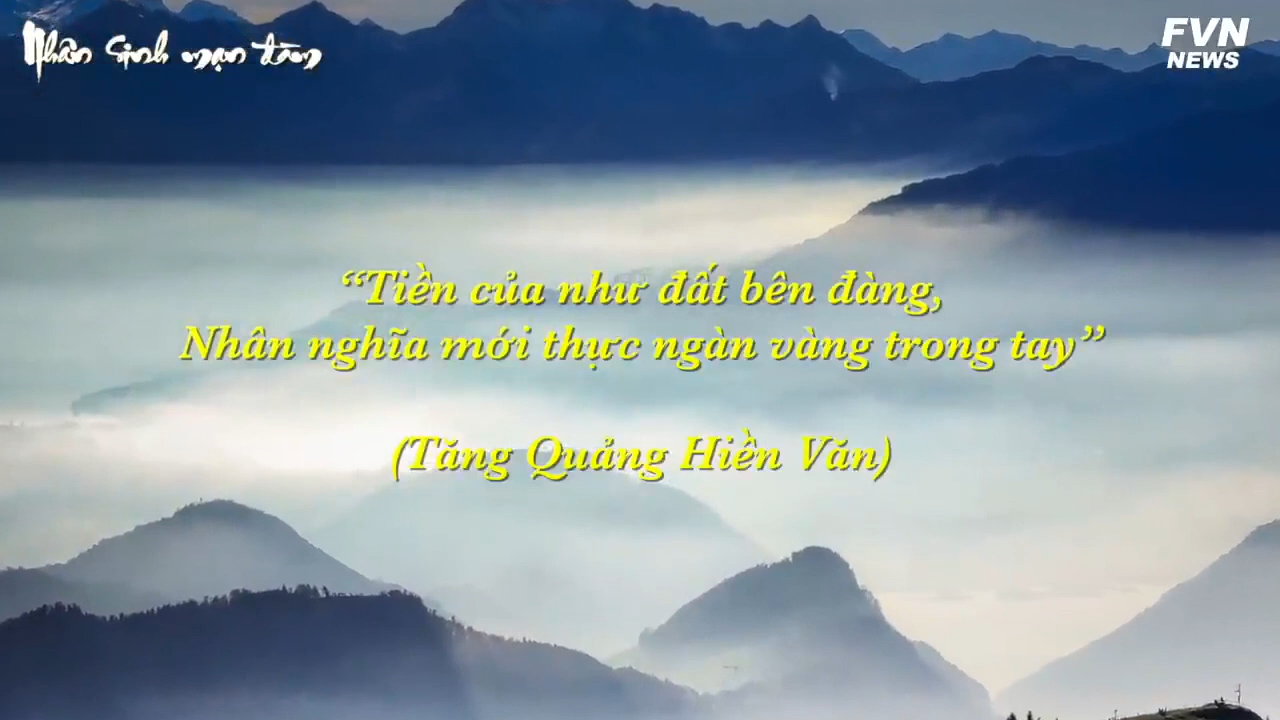 Nhân sinh mạn đàm
FVN
NEWS
“Tiền của như đất bên đàng,
Nhân nghĩa mới thực ngàn vàng trong tay”
(Tăng Quảng Hiền Văn)